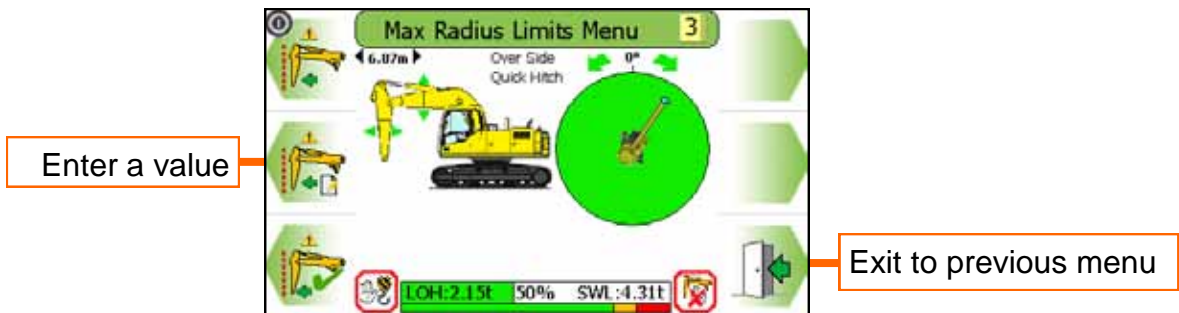 Max Radius Limits Menu 3
6.07m
Over Side
Quick Hitch
0°
Enter a value
Exit to previous menu
LOH:2.15t 50% SWL:4.31t